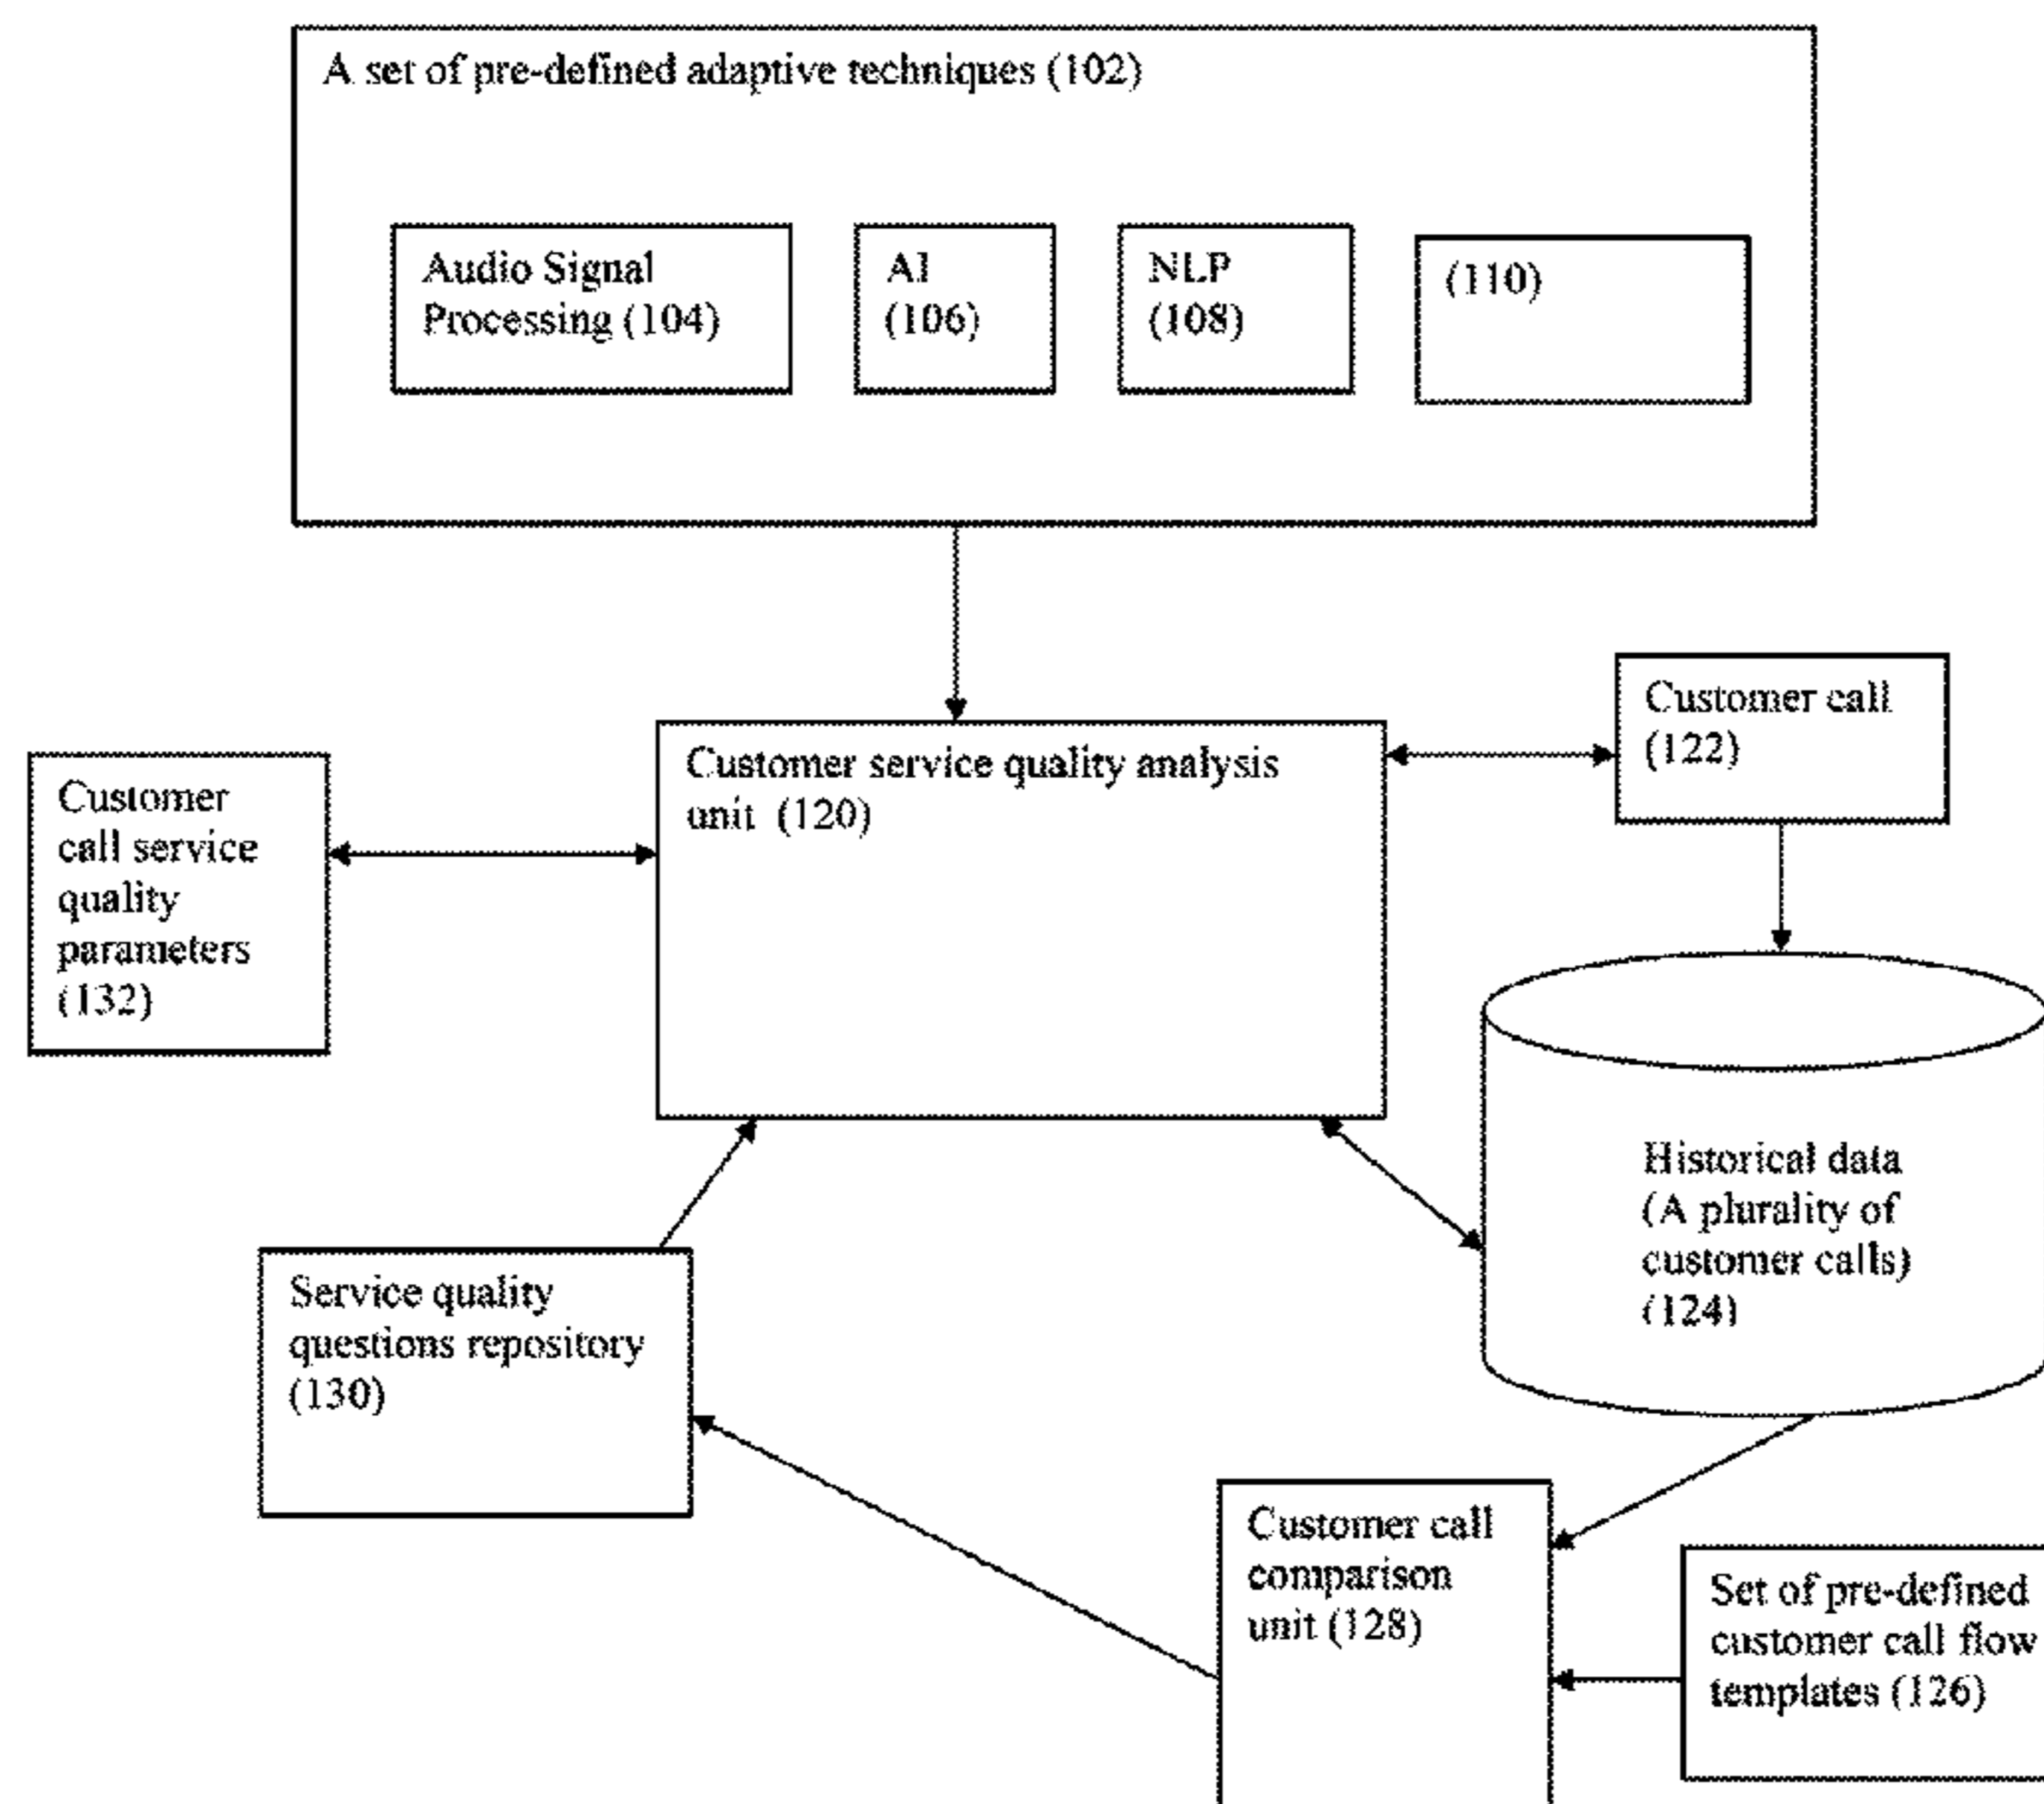 A set of pre-defined adaptive techniques (102)
Audio Signal
Processing (104)
AI
(106)
NLP
(108)
(110)
Customer call
(122)
Customer service quality analysis
unit (120)
Customer
call service
quality
parameters
(132)
Historical data
(A plurality of
customer calls)
(124)
Service quality
questions repository
(130)
Customer call
comparison
unit (128)
Set of pre-defined
customer call flow
templates (126)